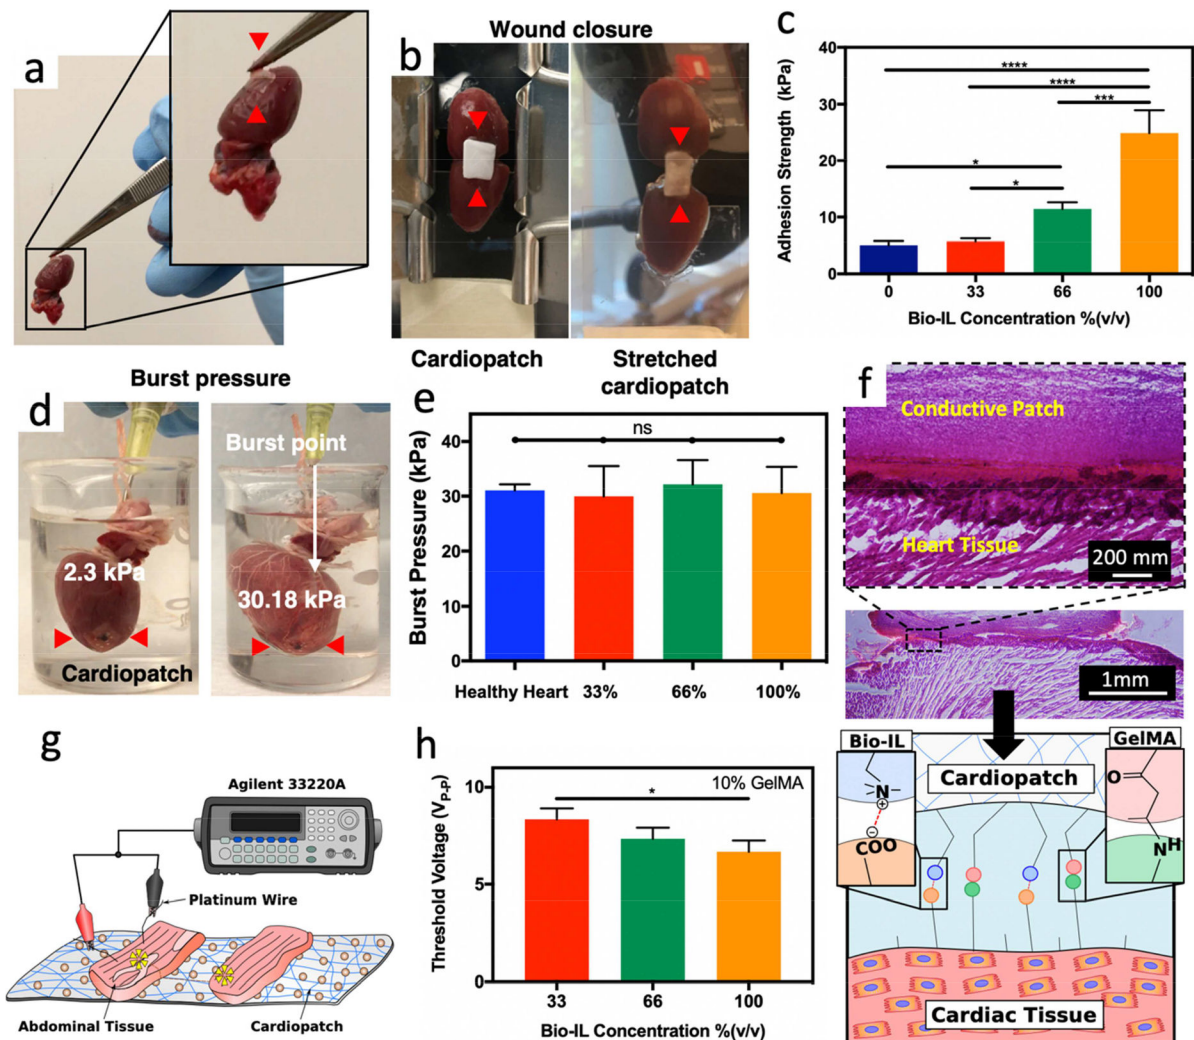 a
b
Wound closure
Cardiopatch
Stretched
cardiopatch
c
Adhesion Strength (kPa)
40
30
20
10
0
****
****
***
*
*
0 33 66 100
Bio-IL Concentration %(v/v)
d
Burst pressure
2.3 kPa
Cardiopatch
Burst point
30.18 kPa
e
Burst Pressure (kPa)
40
30
20
10
0
ns
Healthy Heart 33% 66% 100%
f
Conductive Patch
Heart Tissue
200 mm
1mm
Bio-IL
N
⊕
⊖
COO
Cardiopatch
GelMA
O
N H
Cardiac Tissue
g
Agilent 33220A
Platinum Wire
Abdominal Tissue
Cardiopatch
h
Threshold Voltage (VP-P)
10
5
0
10% GelMA
*
33 66 100
Bio-IL Concentration %(v/v)